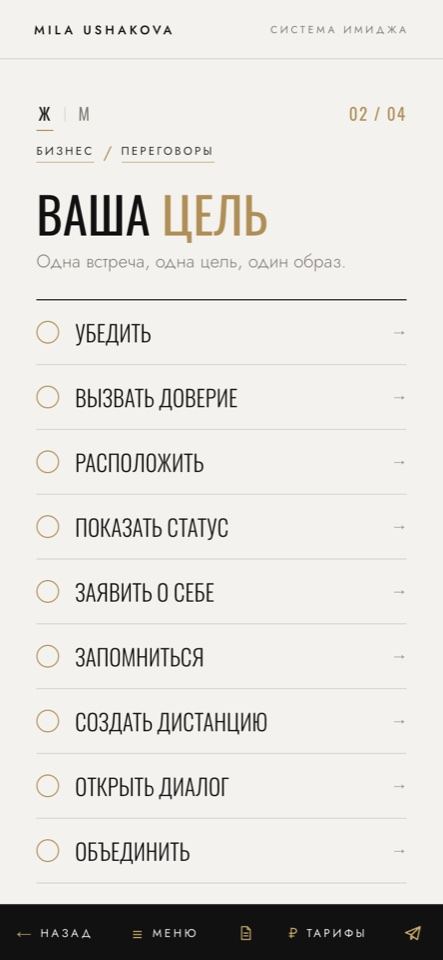 MILA USHAKOVA СИСТЕМА ИМИДЖА
Ж | М 02 / 04
БИЗНЕС / ПЕРЕГОВОРЫ
ВАША ЦЕЛЬ
Одна встреча, одна цель, один образ.
УБЕДИТЬ →
ВЫЗВАТЬ ДОВЕРИЕ →
РАСПОЛОЖИТЬ →
ПОКАЗАТЬ СТАТУС →
ЗАЯВИТЬ О СЕБЕ →
ЗАПОМНИТЬСЯ →
СОЗДАТЬ ДИСТАНЦИЮ →
ОТКРЫТЬ ДИАЛОГ →
ОБЪЕДИНИТЬ →
← НАЗАД ≡ МЕНЮ ₽ ТАРИФЫ